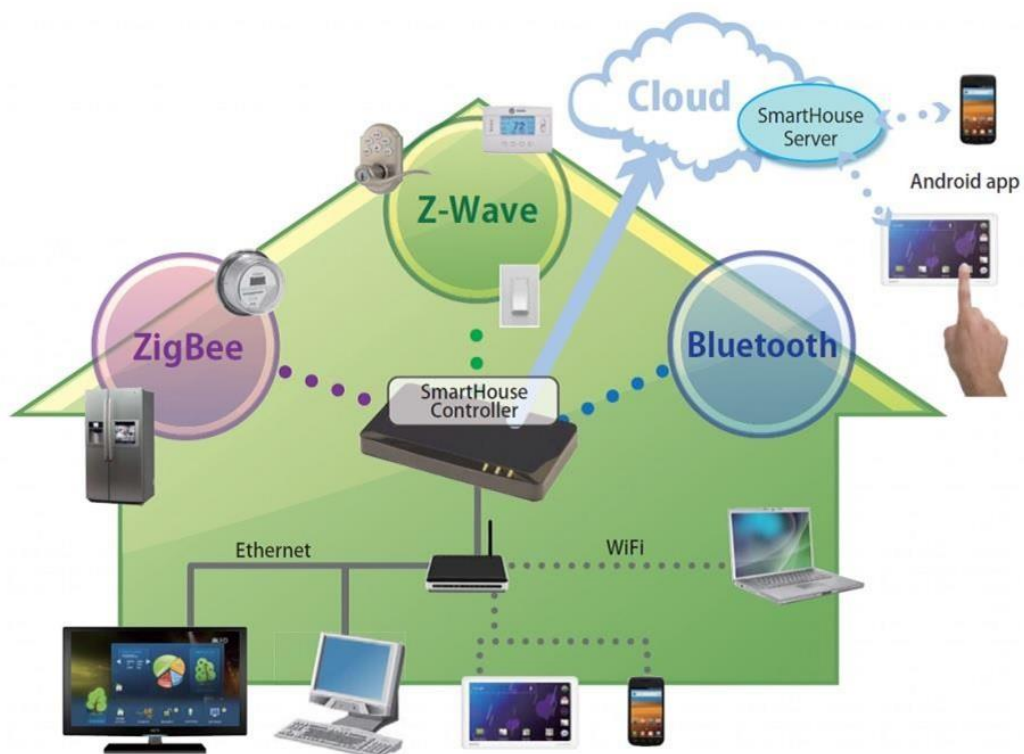 Cloud
SmartHouse
Server
Android app
72
Z-Wave
ZigBee
Bluetooth
SmartHouse
Controller
Ethernet
WiFi